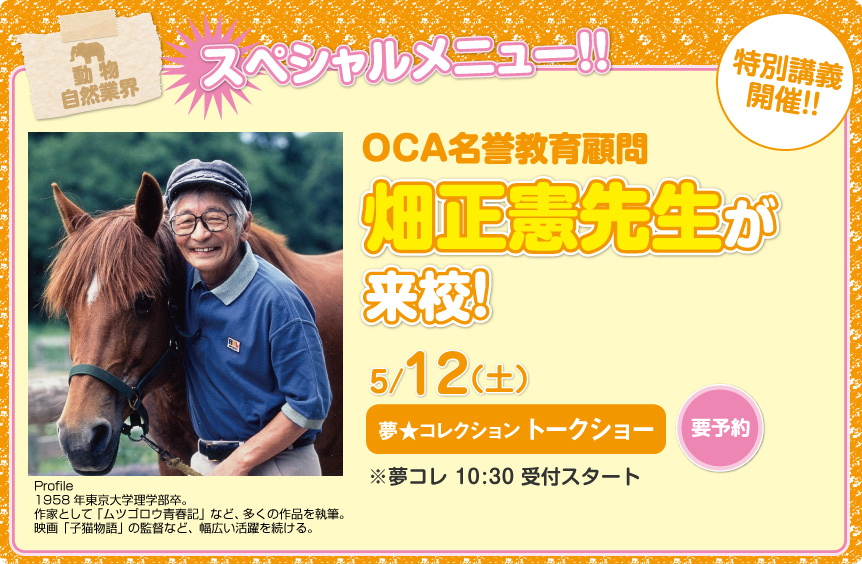 動物
自然業界
スペシャルメニュー!!
特別講義
開催!!
OCA名誉教育顧問
畑正憲先生が
来校!
5/12(土)
夢★コレクション トークショー
要予約
※夢コレ 10:30 受付スタート
Profile
1958年東京大学理学部卒。
作家として「ムツゴロウ青春記」など、多くの作品を執筆。
映画「子猫物語」の監督など、幅広い活躍を続ける。